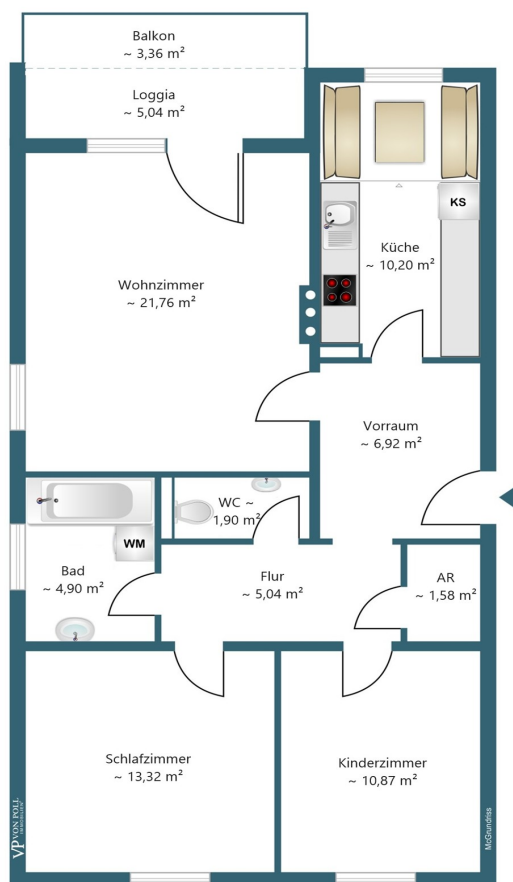 Balkon
~ 3,36 m²
Loggia
~ 5,04 m²
KS
Küche
~ 10,20 m²
Wohnzimmer
~ 21,76 m²
Vorraum
~ 6,92 m²
WC ~
1,90 m²
WM
Bad
~ 4,90 m²
Flur
~ 5,04 m²
AR
~ 1,58 m²
Schlafzimmer
~ 13,32 m²
Kinderzimmer
~ 10,87 m²
VP VON POLL
IMMOBILIEN
McGrundriss